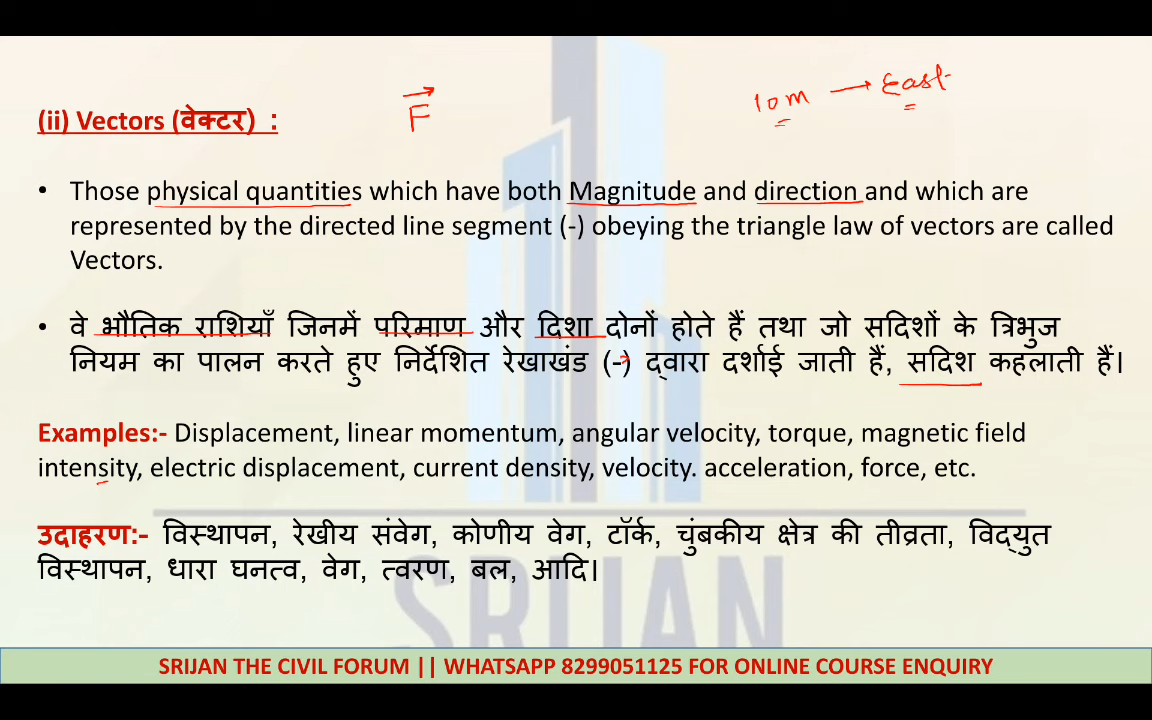 F
10m → East
(ii) Vectors (वेक्टर) :
• Those physical quantities which have both Magnitude and direction and which are
represented by the directed line segment (-) obeying the triangle law of vectors are called
Vectors.
• वे भौतिक राशियाँ जिनमें परिमाण और दिशा दोनों होते हैं तथा जो सदिशों के त्रिभुज
नियम का पालन करते हुए निर्देशित रेखाखंड (-) द्वारा दर्शाई जाती हैं, सदिश कहलाती हैं।
Examples:- Displacement, linear momentum, angular velocity, torque, magnetic field
intensity, electric displacement, current density, velocity. acceleration, force, etc.
उदाहरण:- विस्थापन, रेखीय संवेग, कोणीय वेग, टॉर्क, चुंबकीय क्षेत्र की तीव्रता, विद्युत
विस्थापन, धारा घनत्व, वेग, त्वरण, बल, आदि।
SRIJAN
SRIJAN THE CIVIL FORUM || WHATSAPP 8299051125 FOR ONLINE COURSE ENQUIRY